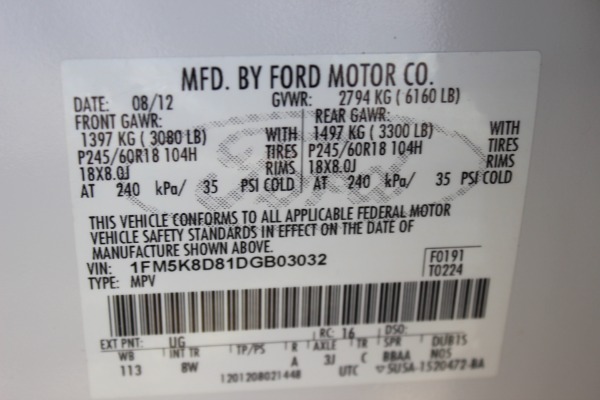 MFD. BY FORD MOTOR CO.
DATE: 08/12 GVWR: 2794 KG ( 6160 LB)
FRONT GAWR: REAR GAWR:
1397 KG ( 3080 LB) WITH 1497 KG ( 3300 LB) WITH
P245/60R18 104H TIRES P245/60R18 104H TIRES
18X8.0J RIMS 18X8.0J RIMS
AT 240 kPa/ 35 PSI COLD AT 240 kPa/ 35 PSI COLD
THIS VEHICLE CONFORMS TO ALL APPLICABLE FEDERAL MOTOR
VEHICLE SAFETY STANDARDS IN EFFECT ON THE DATE OF
MANUFACTURE SHOWN ABOVE.
VIN: 1FM5K8D81DGB03032 F0191
TYPE: MPV T0224
EXT PNT: UG RC: 16 DSO:
WB INT TR TP/PS R AXLE TR SPR DUB15
113 BW A 3J C BBAA N05
1201208021448 UTC